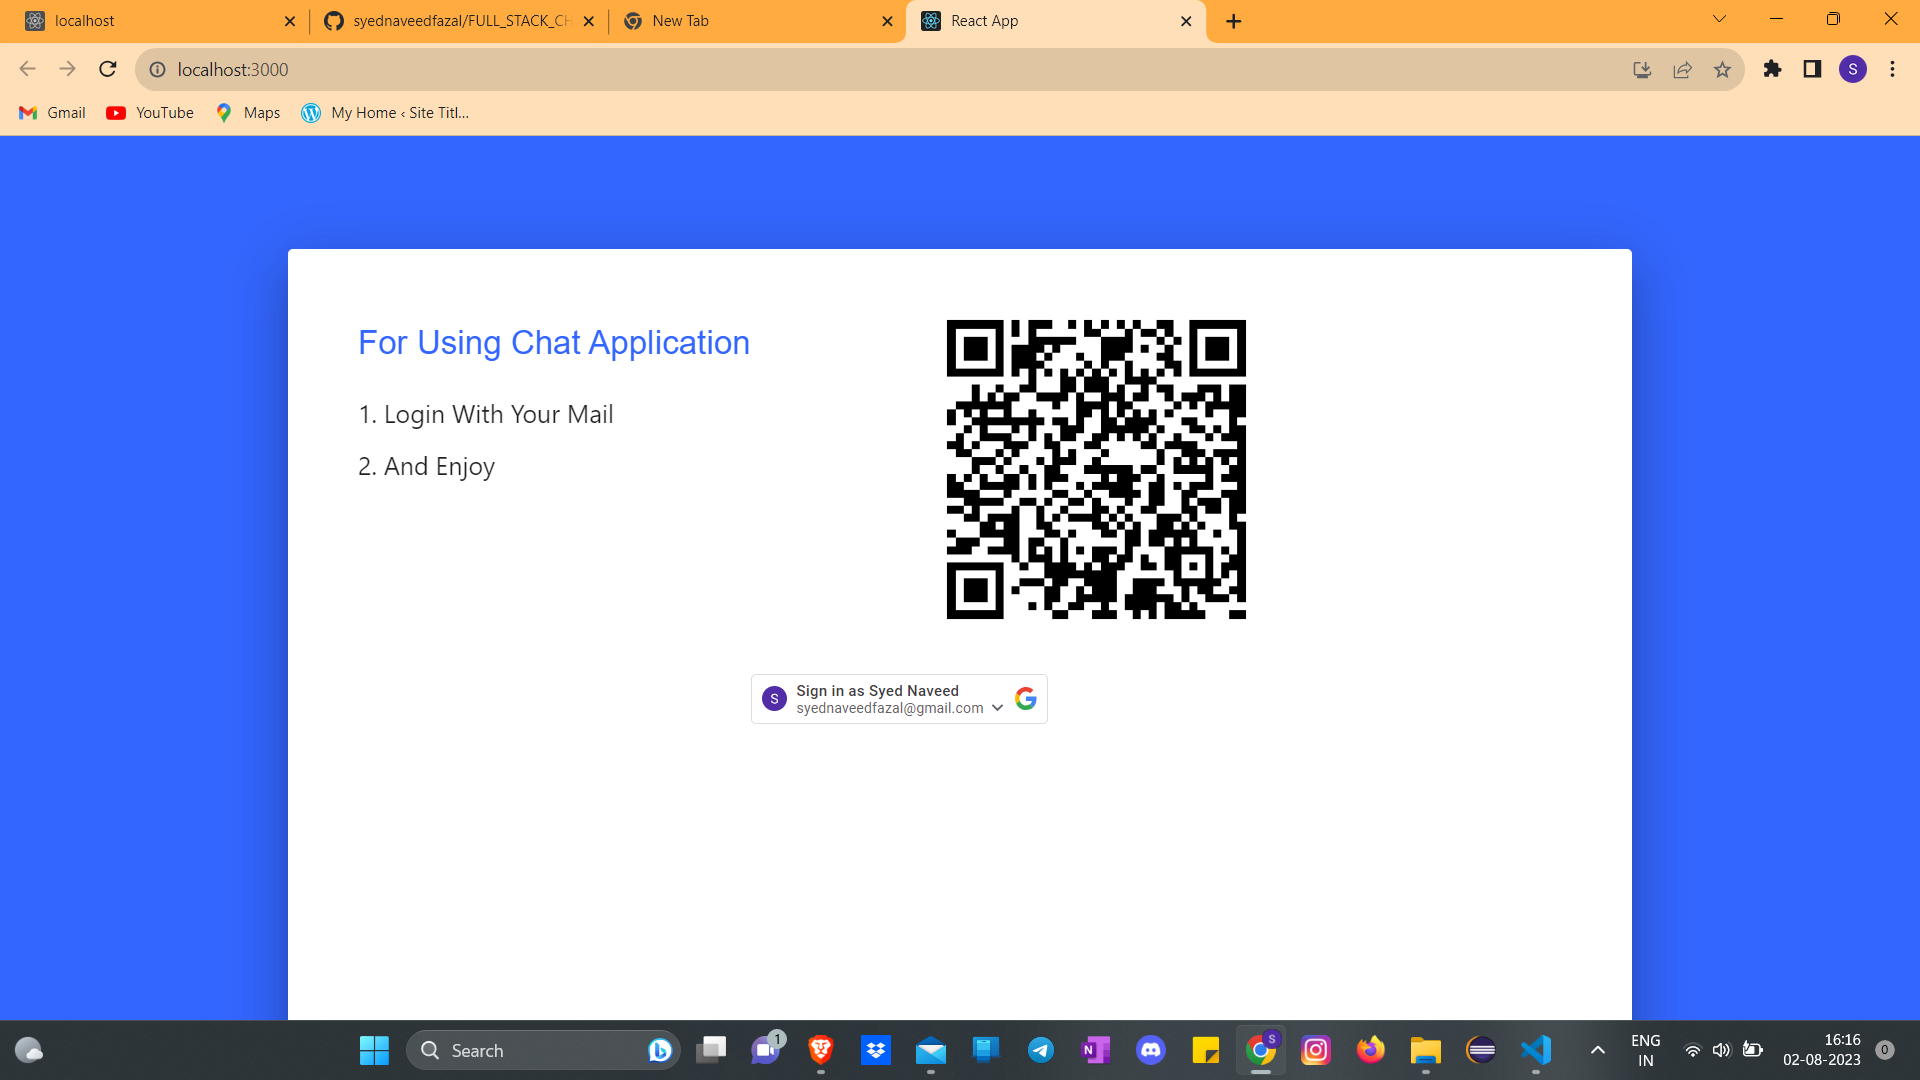 localhost
syednaveedfazal/FULL_STACK_CH
New Tab
React App
localhost:3000
S
Gmail
YouTube
Maps
My Home ‹ Site Titl...
For Using Chat Application
1. Login With Your Mail
2. And Enjoy
S
Sign in as Syed Naveed
syednaveedfazal@gmail.com
Search
1
S
ENG
IN
16:16
02-08-2023
0